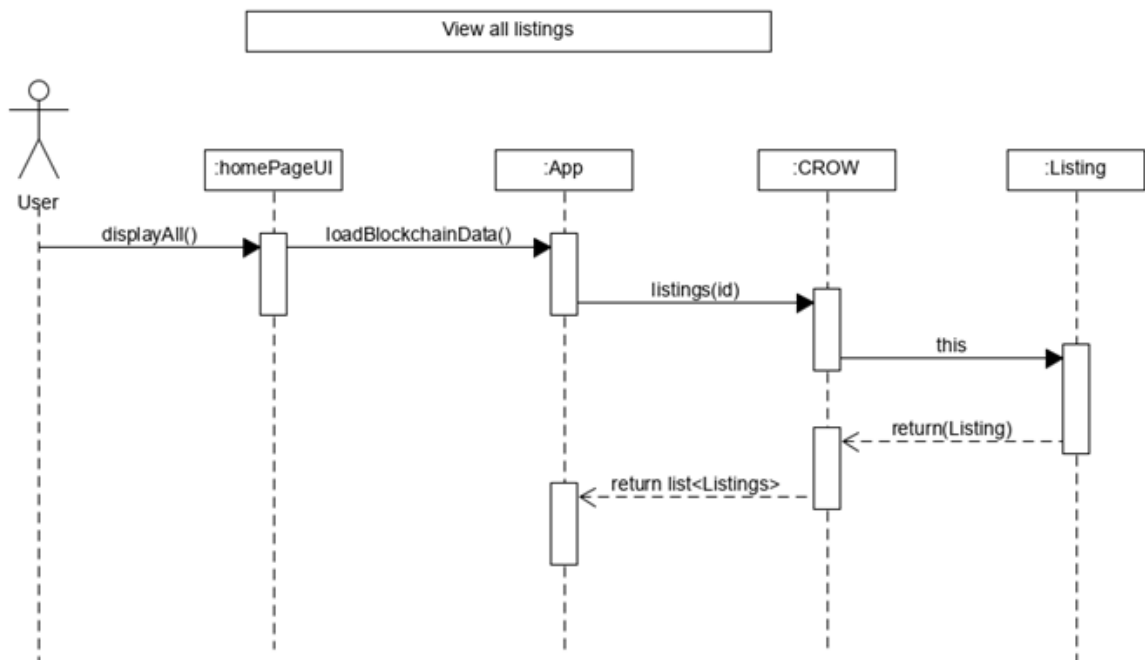 View all listings
:homePageUI
:App
:CROW
:Listing
User
displayAll()
loadBlockchainData()
listings(id)
this
return(Listing)
return list<Listings>